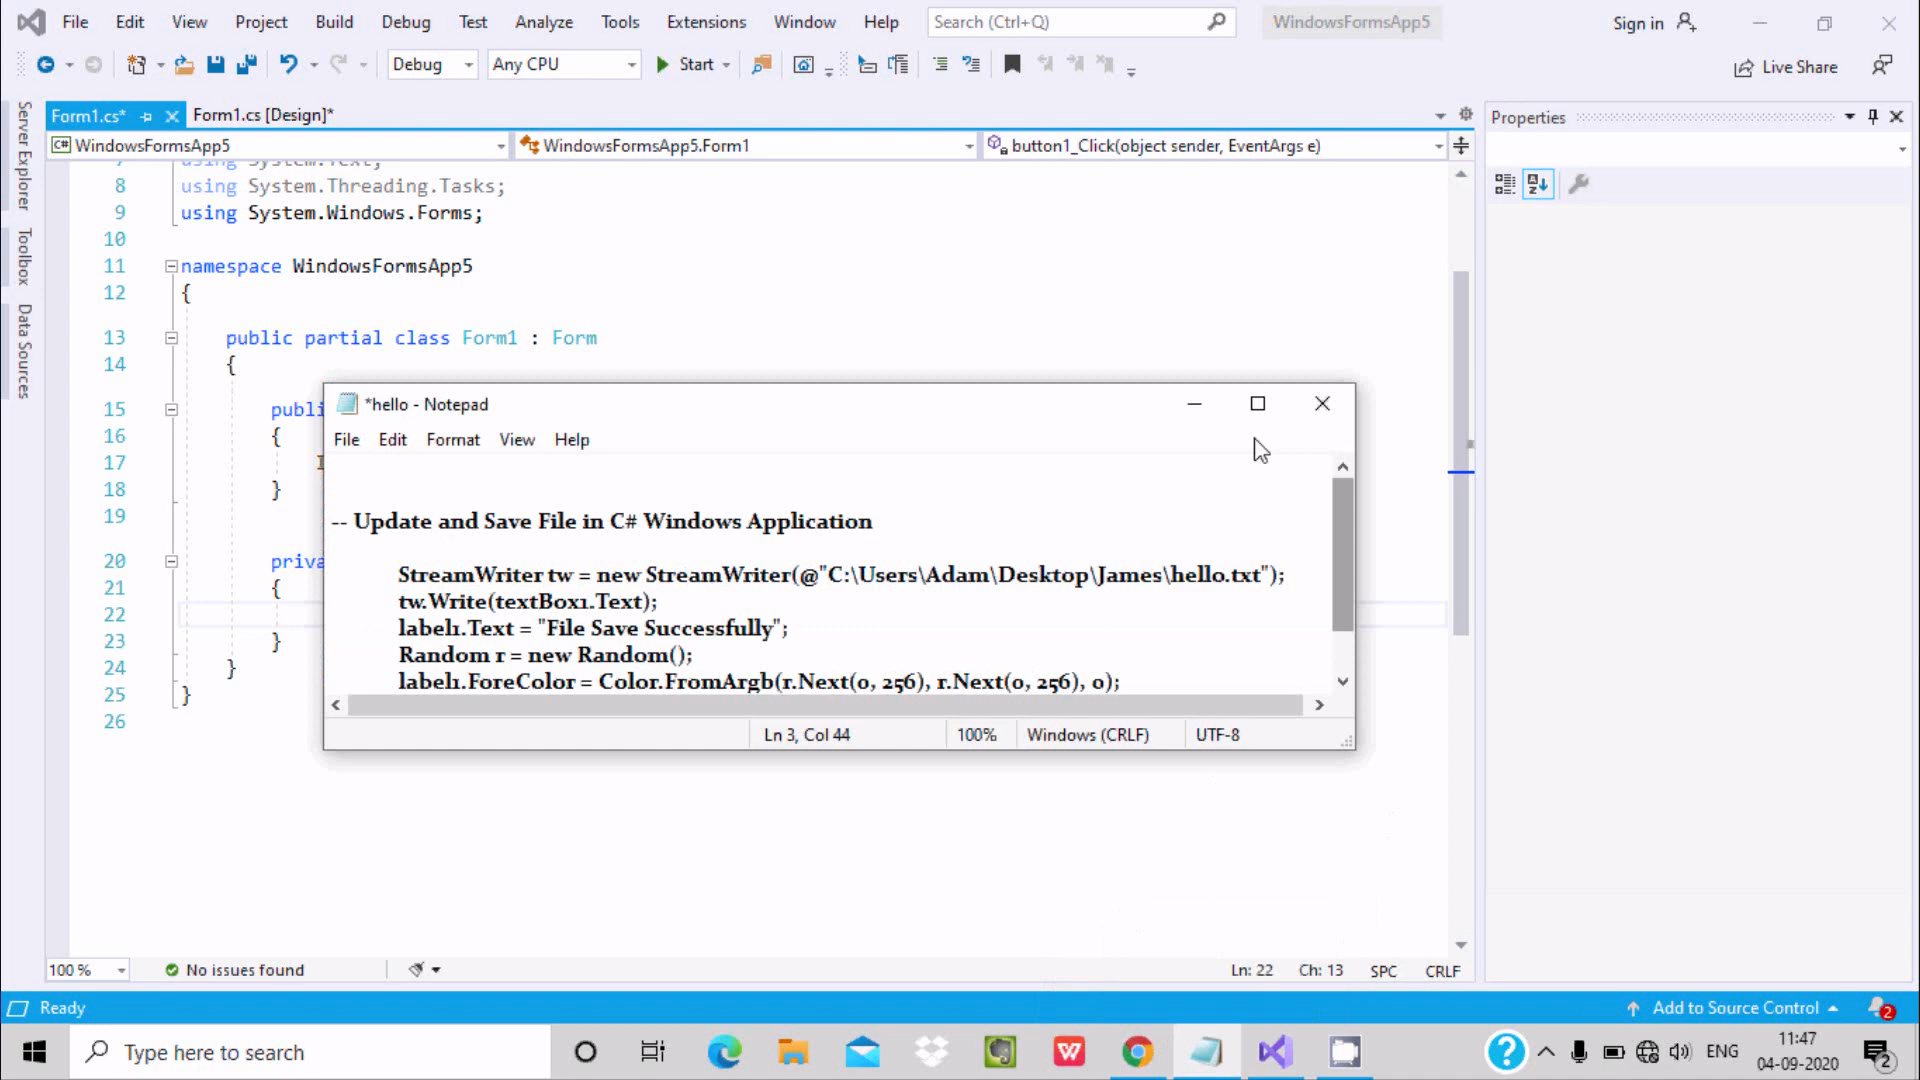 File Edit View Project Build Debug Test Analyze Tools Extensions Window Help Search (Ctrl+Q) WindowsFormsApp5 Sign in
Debug Any CPU Start Live Share
Server Explorer
Toolbox
Data Sources
Form1.cs* Form1.cs [Design]*
WindowsFormsApp5 WindowsFormsApp5.Form1 button1_Click(object sender, EventArgs e)
7 using System.Text;
8 using System.Threading.Tasks;
9 using System.Windows.Forms;
10
11 namespace WindowsFormsApp5
12 {
13 public partial class Form1 : Form
14 {
15 publi
16 {
17
18 }
19
20 priva
21 {
22
23 }
24 }
25 }
26
*hello - Notepad
File Edit Format View Help
-- Update and Save File in C# Windows Application
StreamWriter tw = new StreamWriter(@"C:\Users\Adam\Desktop\James\hello.txt");
tw.Write(textBox1.Text);
label1.Text = "File Save Successfully";
Random r = new Random();
label1.ForeColor = Color.FromArgb(r.Next(0, 256), r.Next(0, 256), 0);
Ln 3, Col 44 100% Windows (CRLF) UTF-8
Properties
100 % No issues found Ln: 22 Ch: 13 SPC CRLF
Ready Add to Source Control 2
Type here to search ENG 11:47
04-09-2020 2